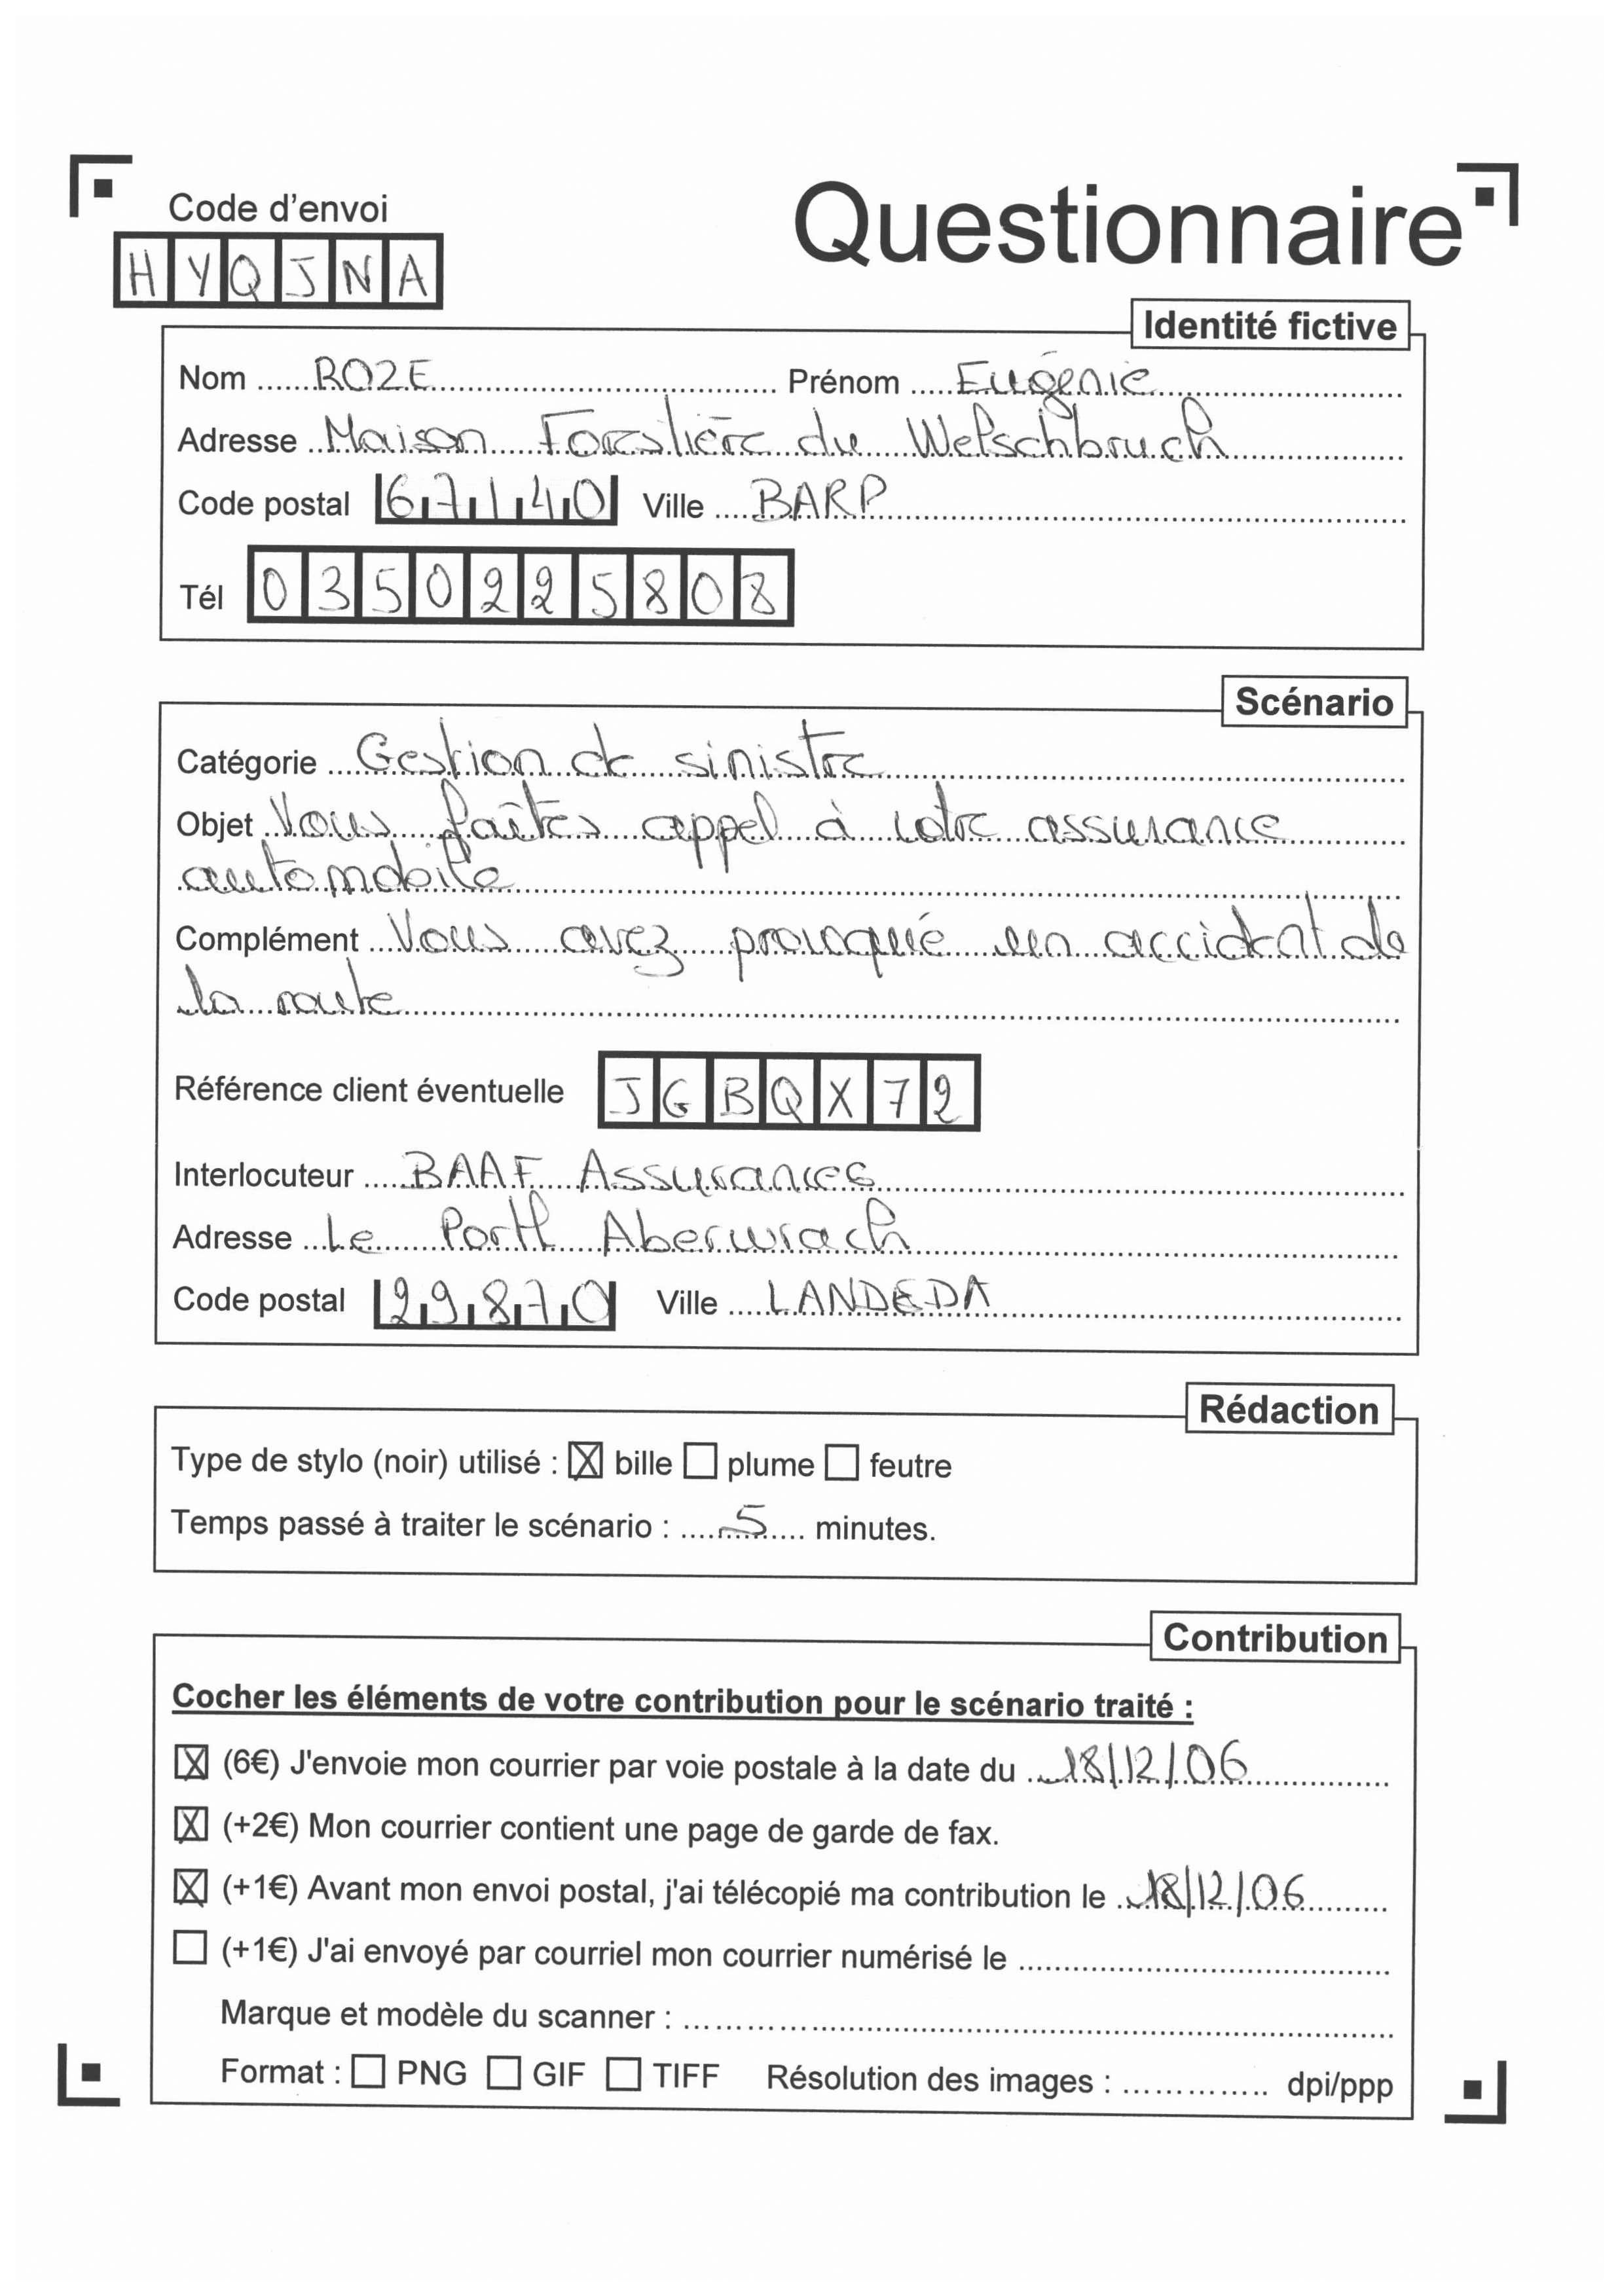 Code d'envoi
HYQJNA
Questionnaire
Identité fictive
Nom ROZE Prénom Eugénie
Adresse Maison Forestière du Welschbruch
Code postal 67140 Ville BARP
Tél 0350225808
Scénario
Catégorie Gestion de sinistre
Objet Vous faîtes appel à votre assurance
automobile
Complément Vous avez provoqué un accident de
la route
Référence client éventuelle JGBQX72
Interlocuteur BAAF Assurances
Adresse Le Portl Aberwrach
Code postal 29870 Ville LANDEDA
Rédaction
Type de stylo (noir) utilisé : ☒ bille ☐ plume ☐ feutre
Temps passé à traiter le scénario : 5 minutes.
Contribution
Cocher les éléments de votre contribution pour le scénario traité :
☒ (6€) J'envoie mon courrier par voie postale à la date du 18/12/06
☒ (+2€) Mon courrier contient une page de garde de fax.
☒ (+1€) Avant mon envoi postal, j'ai télécopié ma contribution le 18/12/06
☐ (+1€) J'ai envoyé par courriel mon courrier numérisé le
Marque et modèle du scanner :
Format : ☐ PNG ☐ GIF ☐ TIFF Résolution des images : dpi/ppp